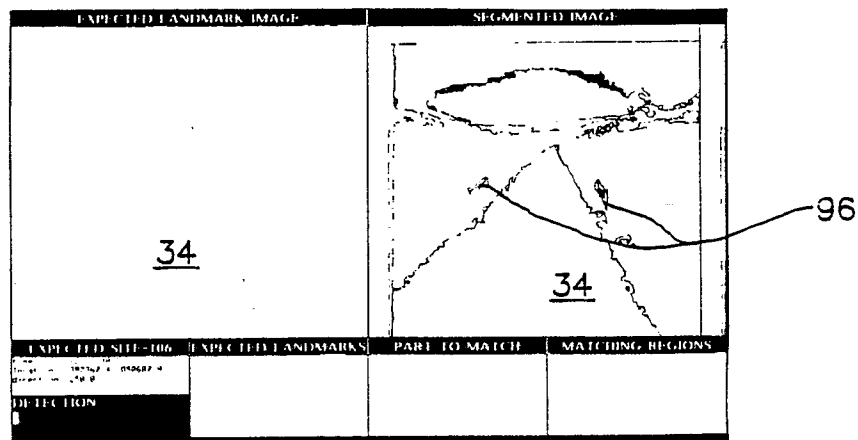 EXPECTED LANDMARK IMAGE
SEGMENTED IMAGE
34
34
96
EXPECTED SITE-106
EXPECTED LANDMARKS
PART TO MATCH
MATCHING REGIONS
DETECTION